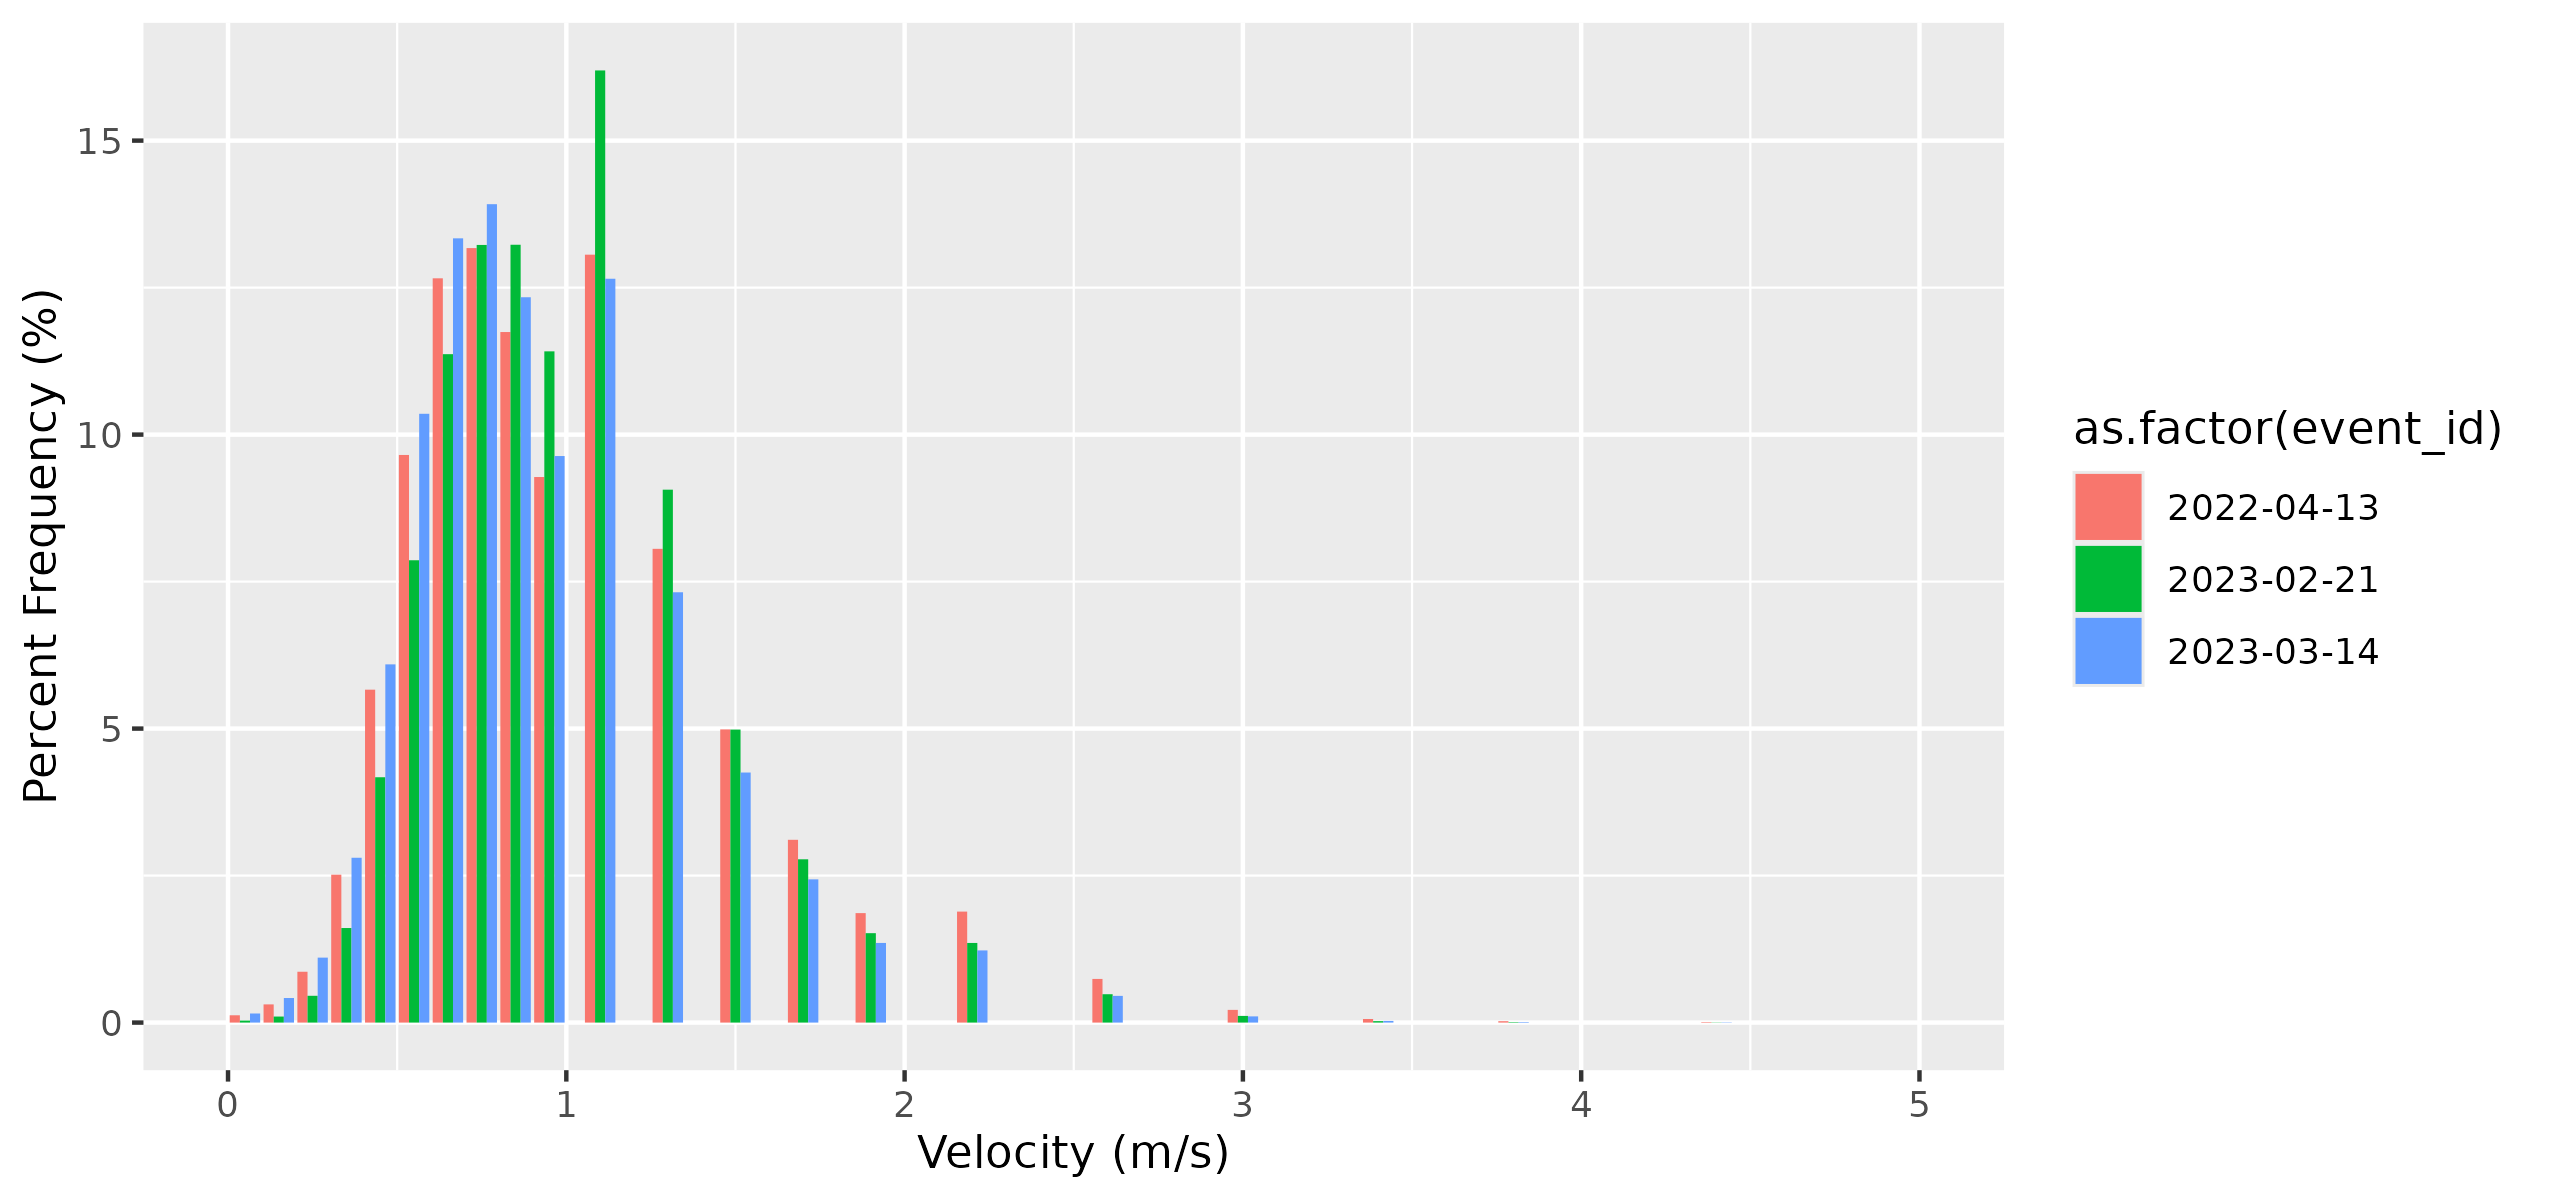 15
10
5
0
Percent Frequency (%)
0 1 2 3 4 5
Velocity (m/s)
as.factor(event_id)
2022-04-13
2023-02-21
2023-03-14